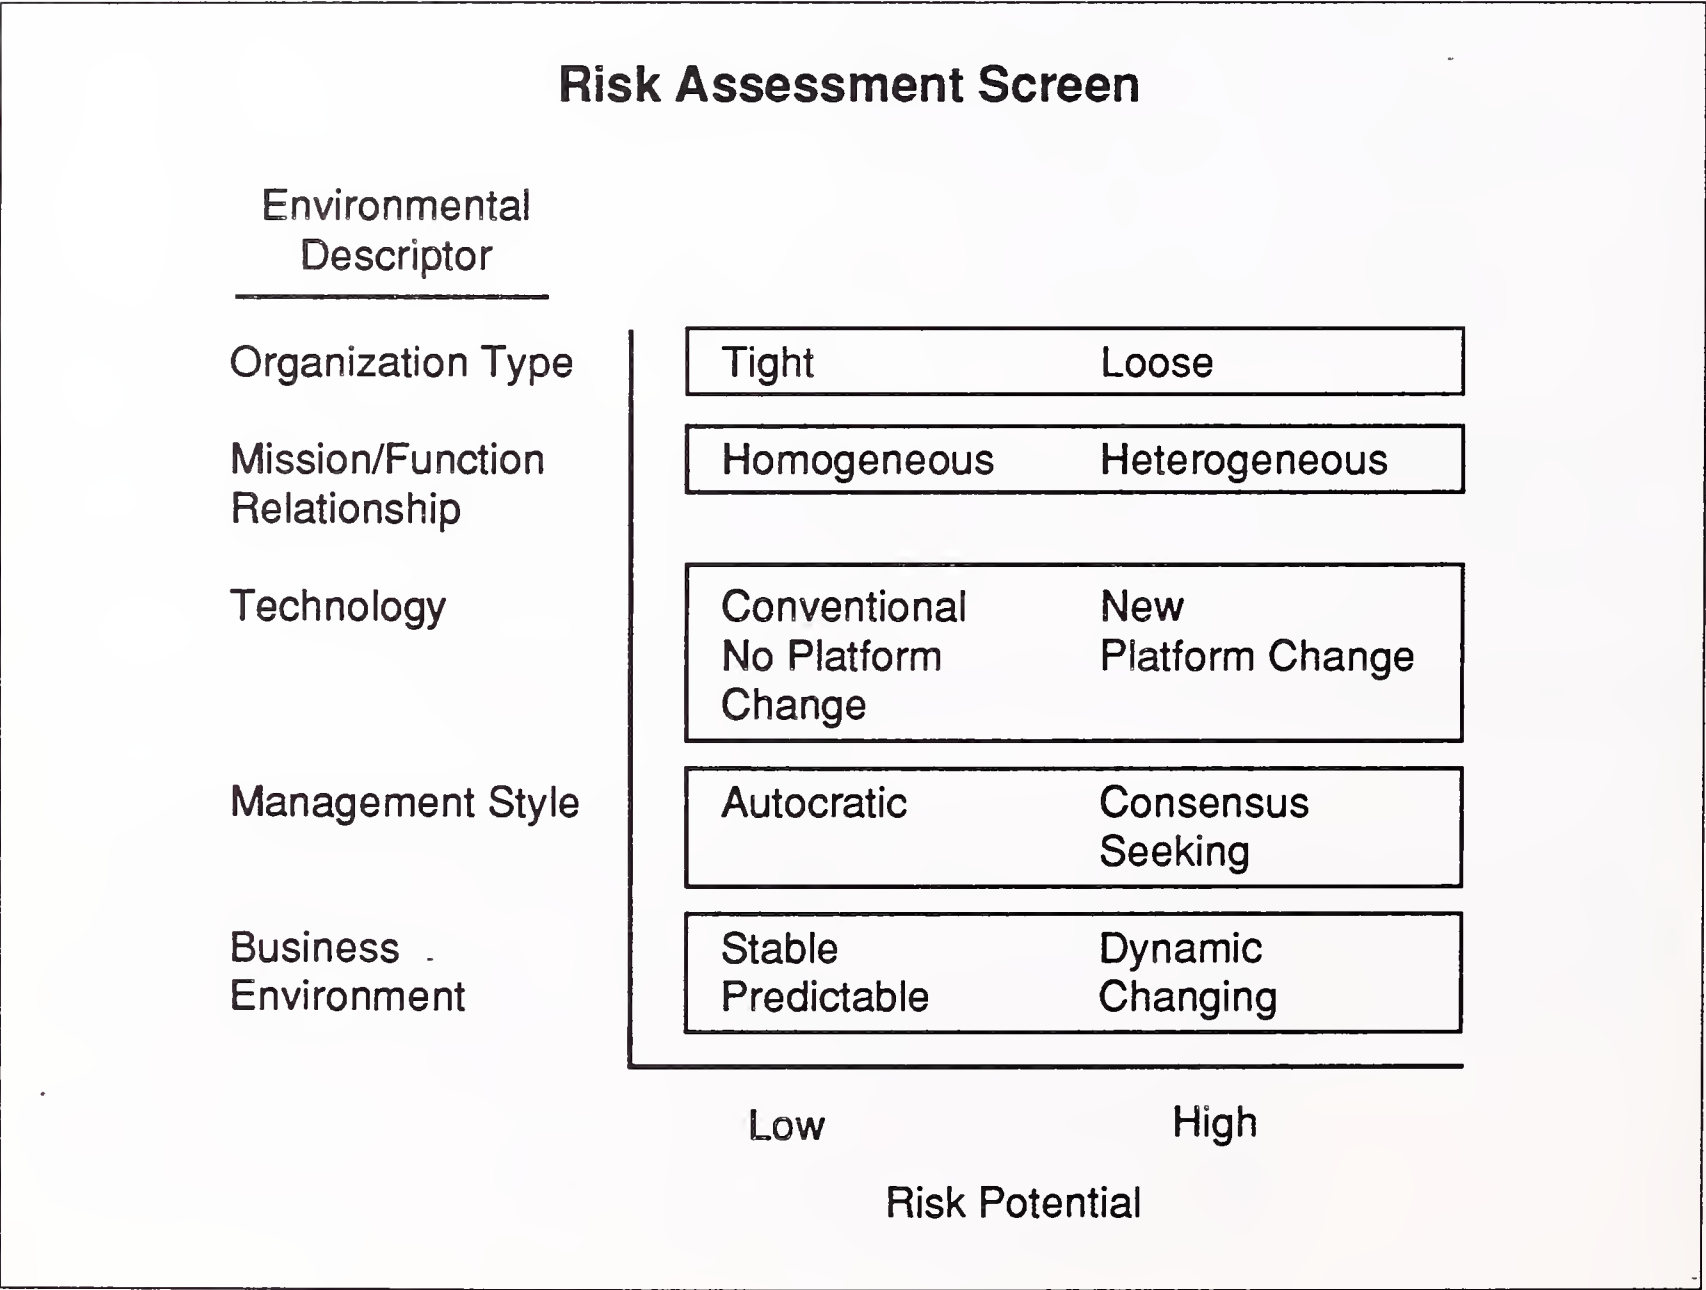 Risk Assessment Screen
Environmental
Descriptor
Organization Type
Tight
Loose
Mission/Function
Relationship
Homogeneous
Heterogeneous
Technology
Conventional
No Platform
Change
New
Platform Change
Management Style
Autocratic
Consensus
Seeking
Business
Environment
Stable
Predictable
Dynamic
Changing
Low
High
Risk Potential